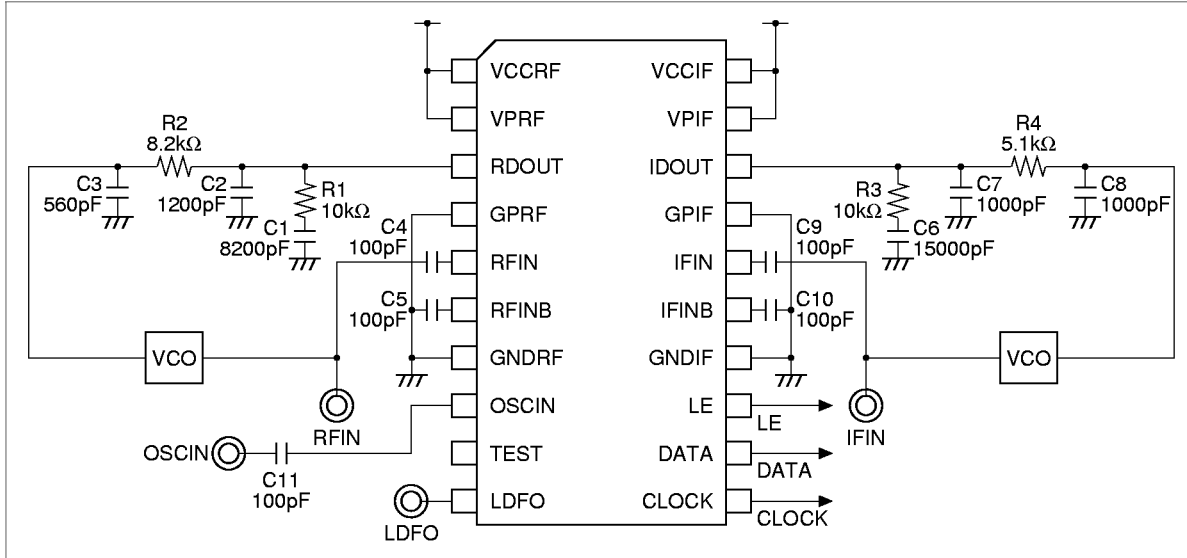 VCCRF
VCCIF
VPRF
VPIF
R2
8.2kΩ
R4
5.1kΩ
RDOUT
IDOUT
C3
560pF
C2
1200pF
R1
10kΩ
C1
8200pF
R3
10kΩ
C6
15000pF
C7
1000pF
C8
1000pF
GPRF
GPIF
C4
100pF
C9
100pF
RFIN
IFIN
C5
100pF
C10
100pF
RFINB
IFINB
VCO
GNDRF
GNDIF
VCO
OSCIN
LE
LE
RFIN
IFIN
OSCIN
C11
100pF
TEST
DATA
DATA
LDFO
LDFO
CLOCK
CLOCK